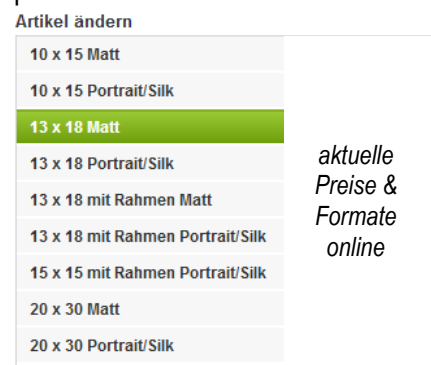 Artikel ändern
10 x 15 Matt
10 x 15 Portrait/Silk
13 x 18 Matt
13 x 18 Portrait/Silk
13 x 18 mit Rahmen Matt
13 x 18 mit Rahmen Portrait/Silk
15 x 15 mit Rahmen Portrait/Silk
20 x 30 Matt
20 x 30 Portrait/Silk
aktuelle
Preise &
Formate
online